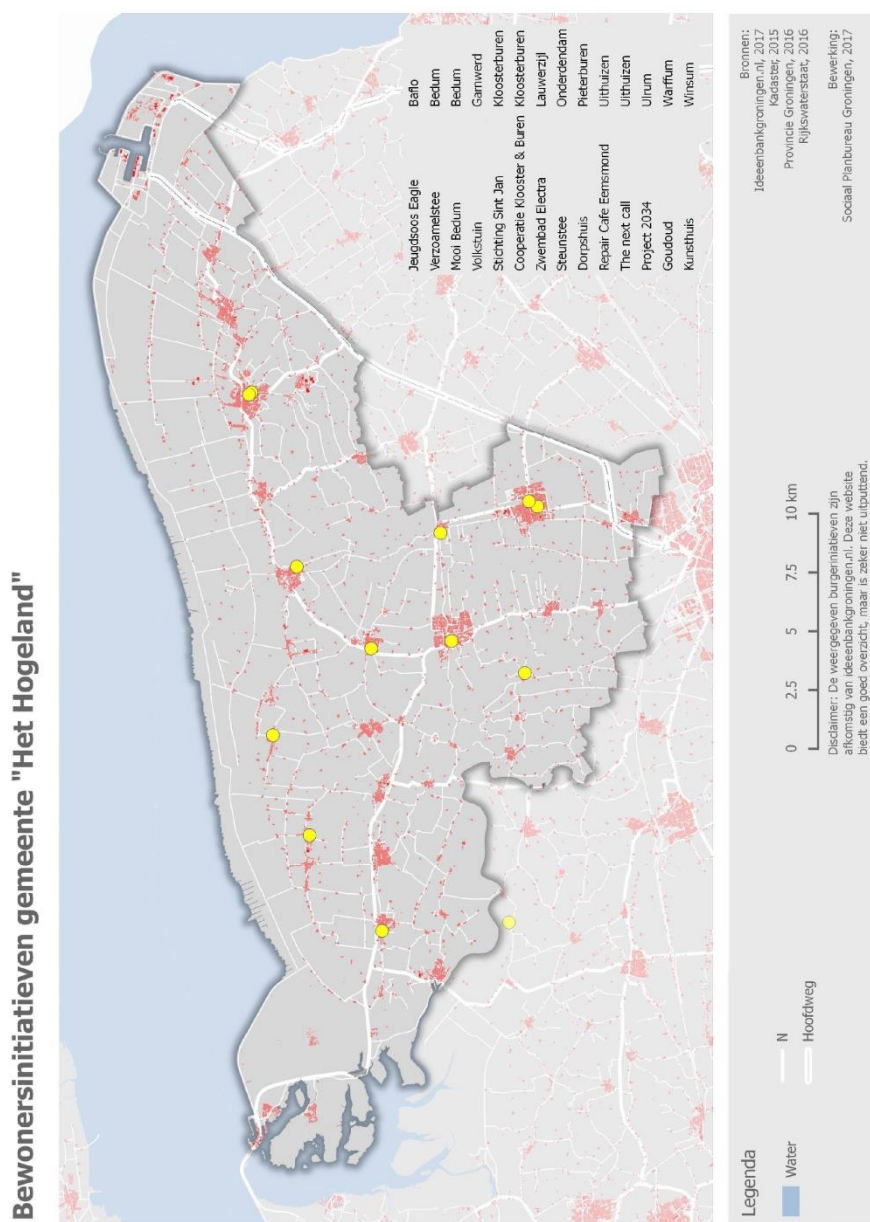 Bewonersinitiatieven gemeente "Het Hogeland"
Jeugdsoos Eagle Baflo
Verzoamelstee Bedum
Mooi Bedum Bedum
Volkstuin Garnwerd
Stichting Sint Jan Kloosterburen
Cooperatie Klooster & Buren Kloosterburen
Zwembad Electra Lauwerzijl
Steunstee Onderdendam
Dorpshuis Pieterburen
Repair Cafe Eemsmond Uithuizen
The next call Uithuizen
Project 2034 Ulrum
Goudoud Warffum
Kunsthuis Winsum
Legenda
Water
N
Hoofdweg
0 2.5 5 7.5 10 km
Disclaimer: De weergegeven burgeriniatieven zijn
afkomstig van ideeenbankgroningen.nl. Deze website
biedt een goed overzicht, maar is zeker niet uitputtend.
Bronnen:
Ideeenbankgroningen.nl, 2017
Kadaster, 2015
Provincie Groningen, 2016
Rijkswaterstaat, 2016
Bewerking:
Sociaal Planbureau Groningen, 2017